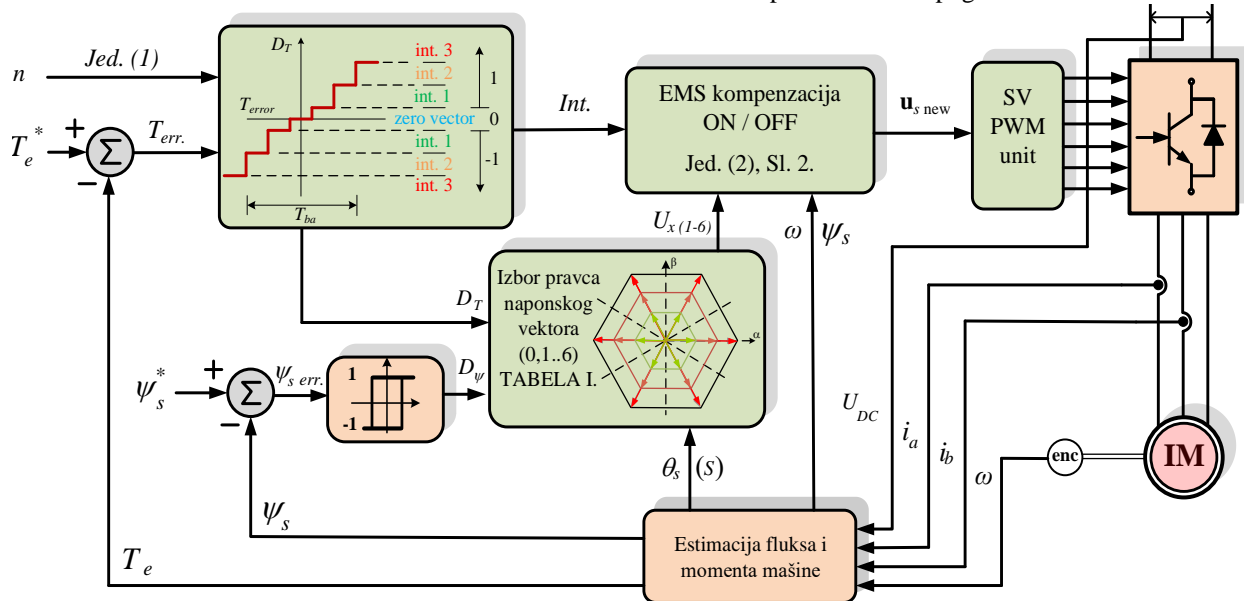 n
Jed. (1)
D_T
int. 3
int. 2
1
int. 1
T_error
zero vector
0
int. 1
-1
int. 2
int. 3
T_ba
T_e^*
+
−
Σ
T_err.
Int.
EMS kompenzacija
ON / OFF
Jed. (2), Sl. 2.
u_s new
SV
PWM
unit
U_x (1-6)
ω
ψ_s
D_T
Izbor pravca
naponskog
vektora
(0,1..6)
TABELA I.
β
α
ψ_s^*
+
−
Σ
ψ_s err.
1
-1
D_ψ
θ_s (S)
U_DC
i_a
i_b
ω
enc
IM
ψ_s
T_e
Estimacija fluksa i
momenta mašine